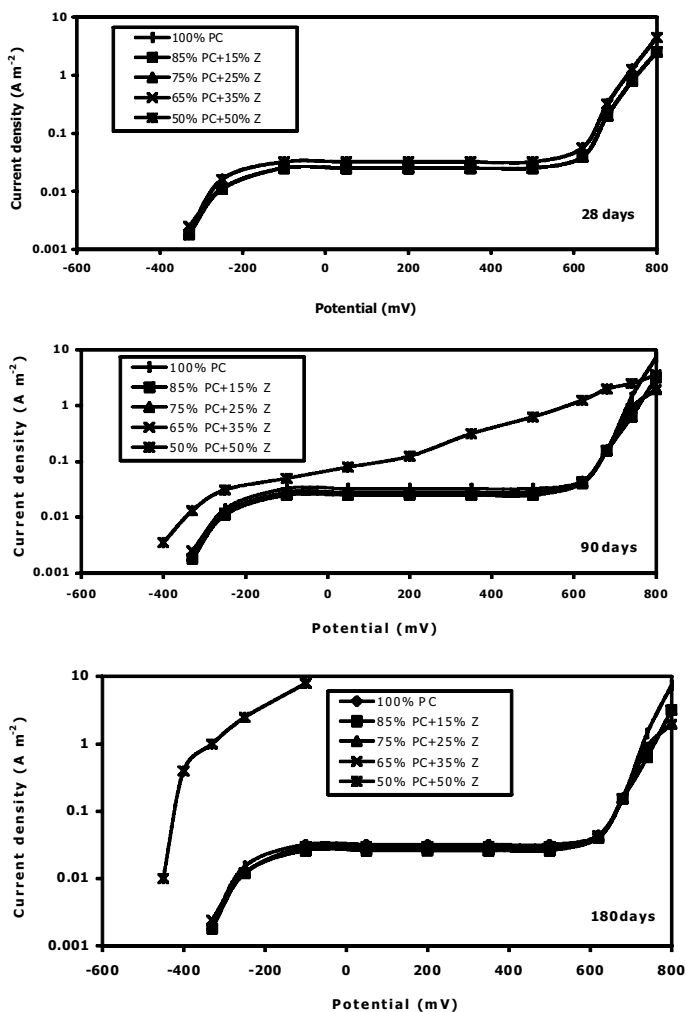 10
1
0.1
0.01
0.001
Current density (A m-2)
100% PC
85% PC+15% Z
75% PC+25% Z
65% PC+35% Z
50% PC+50% Z
28 days
-600 -400 -200 0 200 400 600 800
Potential (mV)
10
1
0.1
0.01
0.001
Current density (A m-2)
100% PC
85% PC+15% Z
75% PC+25% Z
65% PC+35% Z
50% PC+50% Z
90days
-600 -400 -200 0 200 400 600 800
Potential (mV)
10
1
0.1
0.01
0.001
Current density (A m-2)
100% PC
85% PC+15% Z
75% PC+25% Z
65% PC+35% Z
50% PC+50% Z
180days
-600 -400 -200 0 200 400 600 800
Potential (mV)